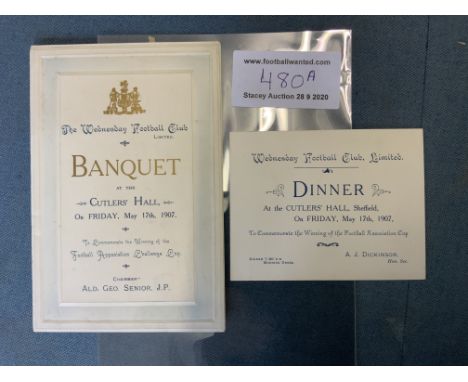 www.footballwanted.com
480A
Stacey Auction 28 9 2020
The Wednesday Football Club
Limited.
BANQUET
AT THE
CUTLERS' HALL,
On FRIDAY, May 17th, 1907,
To Commemorate the Winning of the
Football Association Challenge Cup
Chairman:
ALD. GEO. SENIOR, J.P.
Wednesday Football Club, Limited.
DINNER
At the CUTLERS' HALL, Sheffield,
On FRIDAY, May 17th, 1907,
To Commemorate the Winning of the Football Association Cup
A. J. DICKINSON,
Hon. Sec.